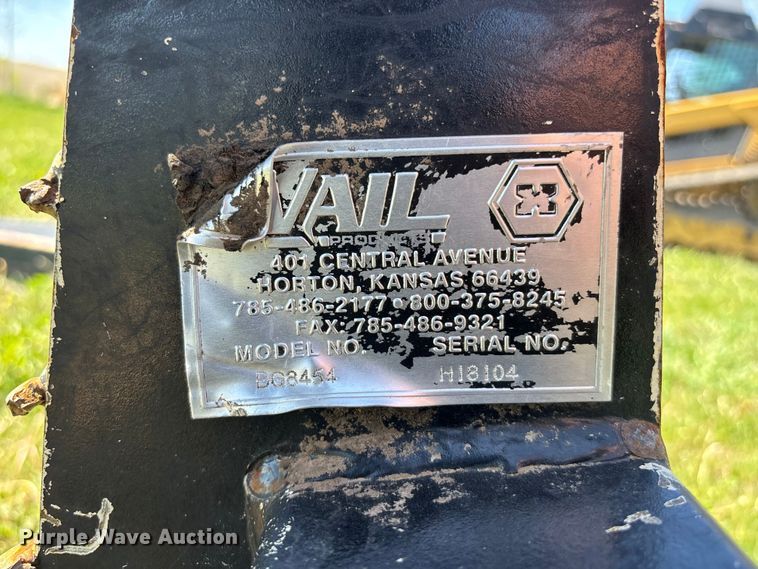 VAIL X
PRODUCTS
401 CENTRAL AVENUE
HORTON, KANSAS 66439
785-486-2177 • 800-375-8245
FAX: 785-486-9321
MODEL NO. SERIAL NO.
BC8454 H18104
Purple Wave Auction